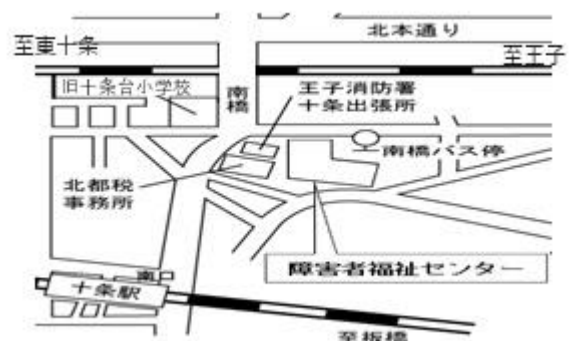 北本通り
至東十条
至王子
旧十条台小学校
南橋
王子消防署
十条出張所
南橋バス停
北都税
事務所
障害者福祉センター
南
十条駅
至板橋